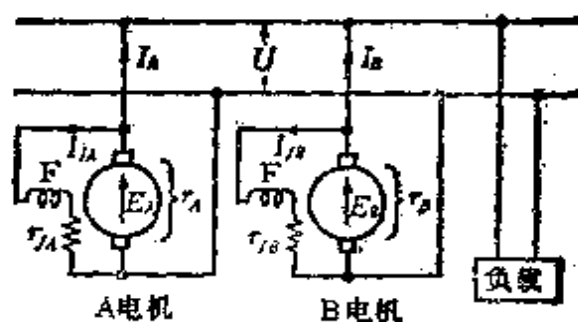 I_A U I_B
I_fA I_fB
F E_A r_A F E_B r_B
r_fA r_fB 负载
A电机 B电机